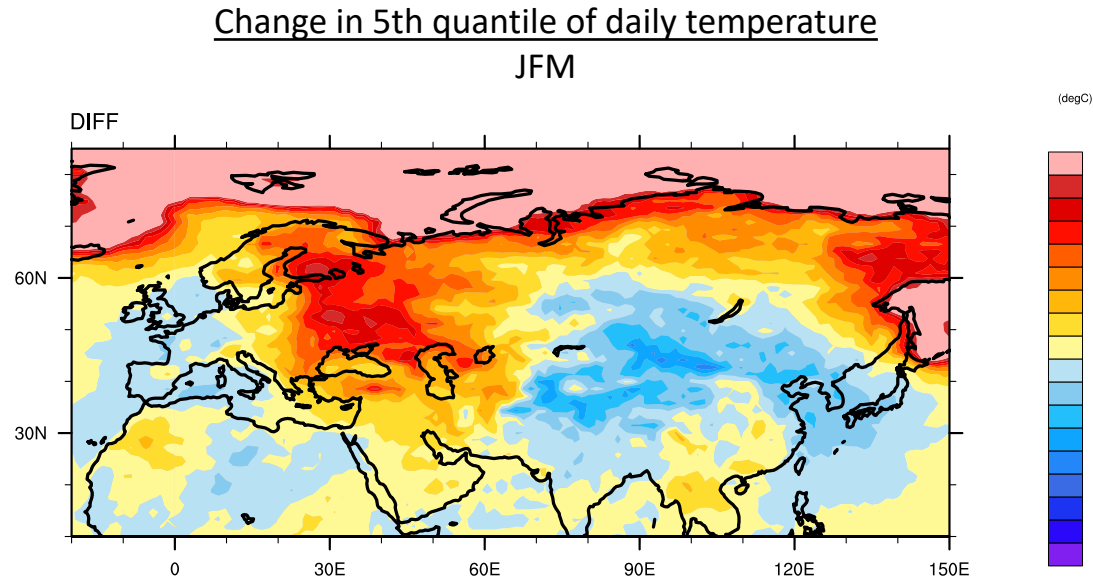 Change in 5th quantile of daily temperature
JFM
(degC)
DIFF
60N
30N
0 30E 60E 90E 120E 150E